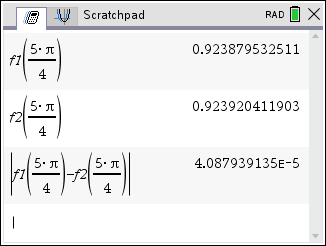 Scratchpad RAD
f1(5·π/4) 0.923879532511
f2(5·π/4) 0.923920411903
|f1(5·π/4)-f2(5·π/4)| 4.087939135E-5